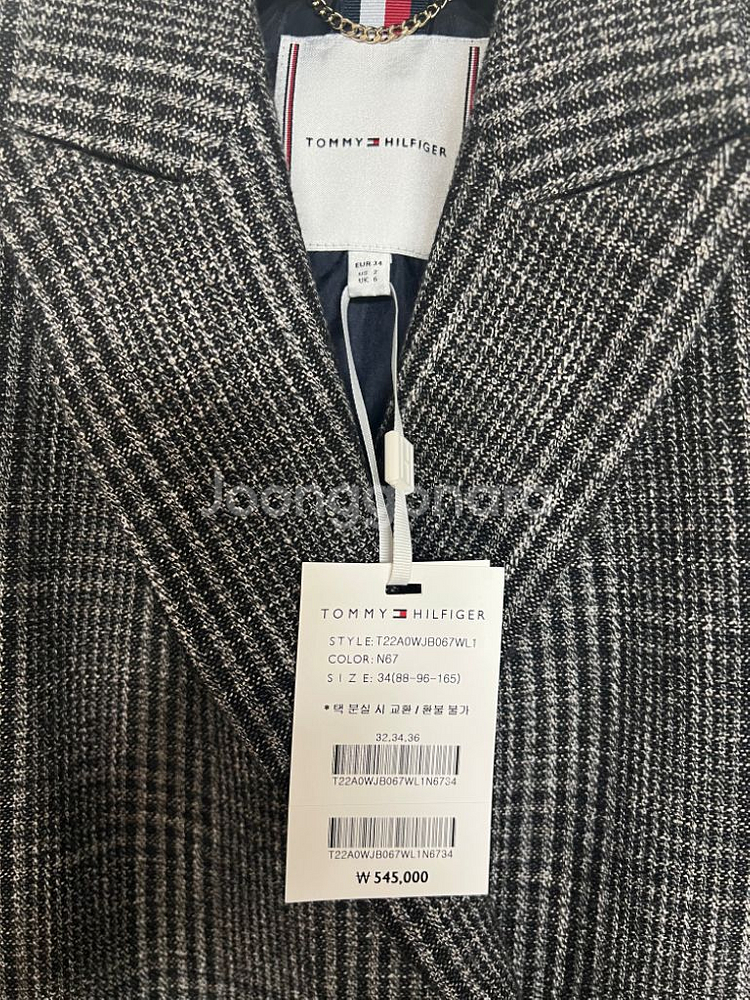 TOMMY HILFIGER
EUR 34
US 2
UK 6
Joonggonara
TOMMY HILFIGER
STYLE: T22A0WJB067WL1
COLOR: N67
SIZE: 34(88-96-165)
* 택 분실 시 교환 / 환불 불가
32.34.36
T22A0WJB067WL1N6734
T22A0WJB067WL1N6734
₩ 545,000